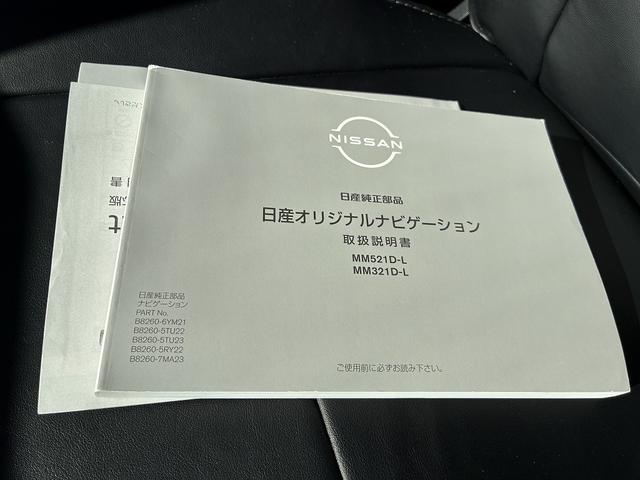 NISSAN
日産純正部品
日産オリジナルナビゲーション
取扱説明書
MM521D-L
MM321D-L
日産純正部品
ナビゲーション
PART No.
B8260-6YM21
B8260-5TU22
B8260-5TU23
B8260-5RY22
B8260-7MA23
ご使用前に必ずお読み下さい。